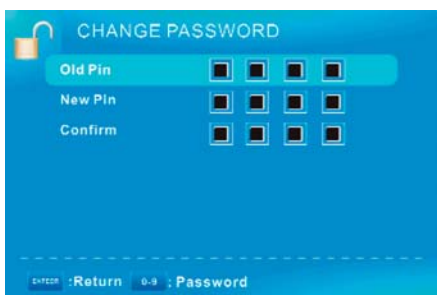 CHANGE PASSWORD
Old Pin
New PIn
Confirm
:Return 0-9 : Password